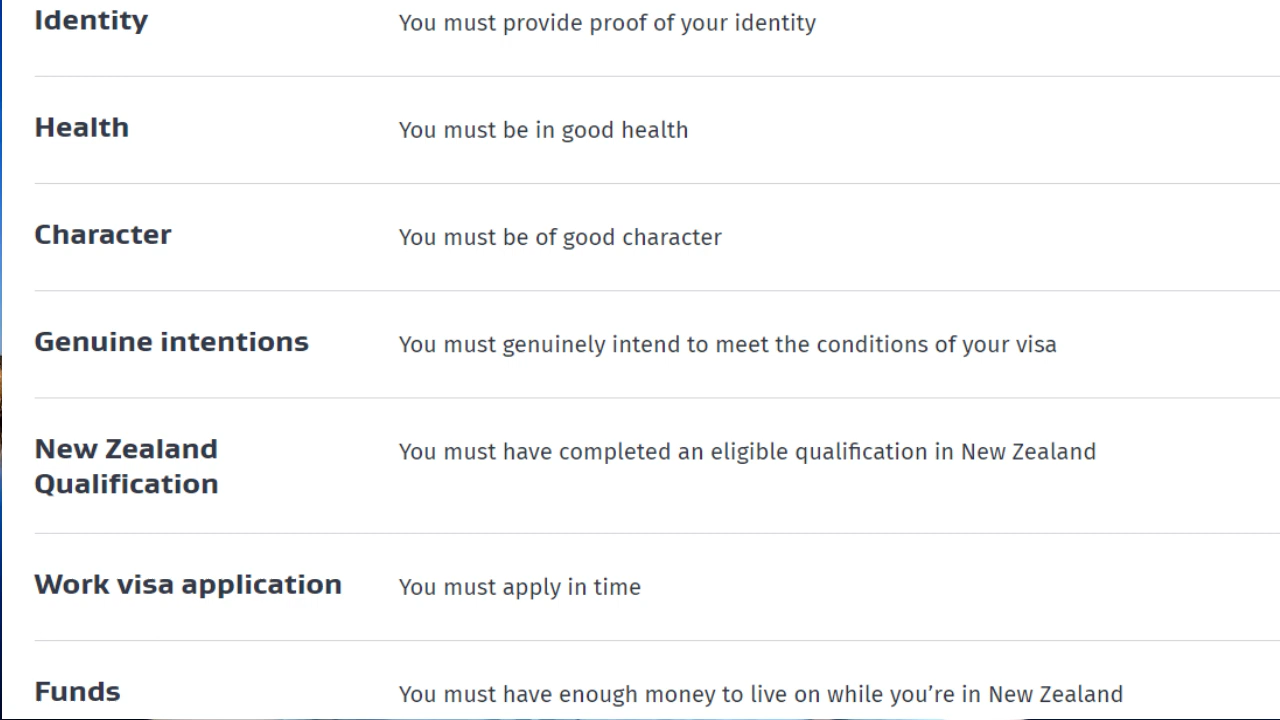 Identity You must provide proof of your identity
Health You must be in good health
Character You must be of good character
Genuine intentions You must genuinely intend to meet the conditions of your visa
New Zealand You must have completed an eligible qualification in New Zealand
Qualification
Work visa application You must apply in time
Funds You must have enough money to live on while you’re in New Zealand